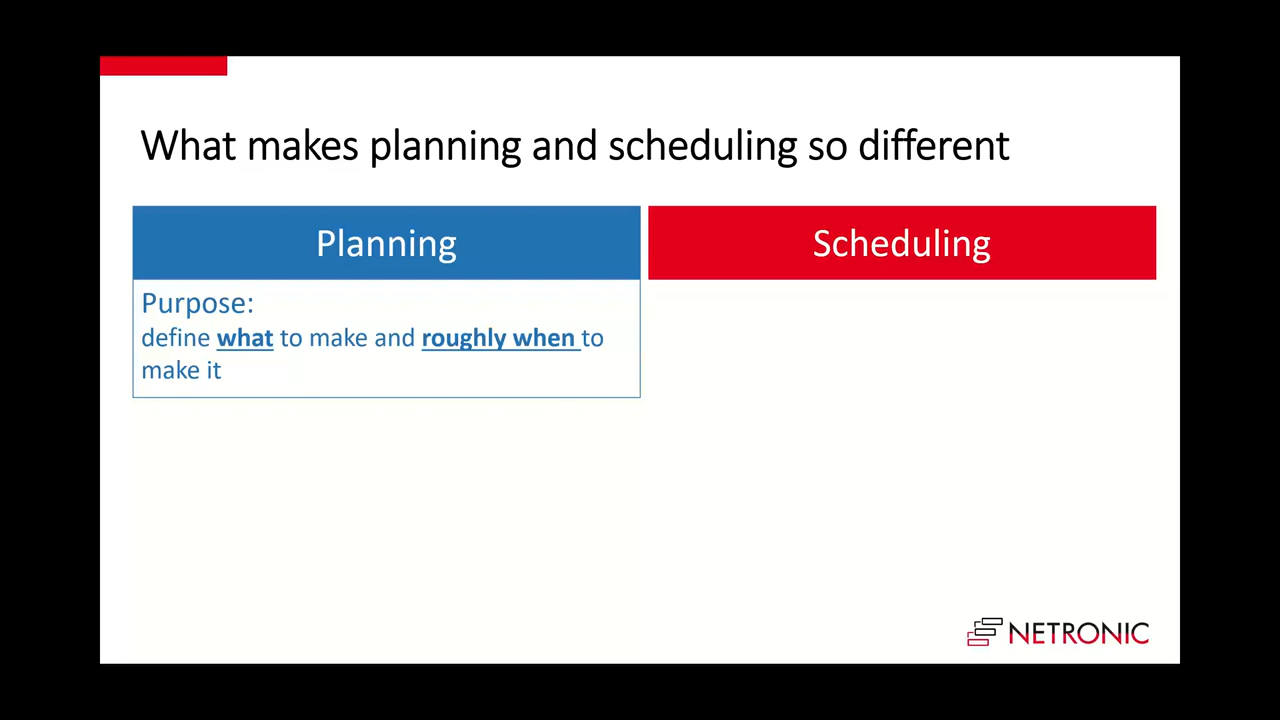 What makes planning and scheduling so different
Planning
Scheduling
Purpose:
define what to make and roughly when to
make it
NETRONIC